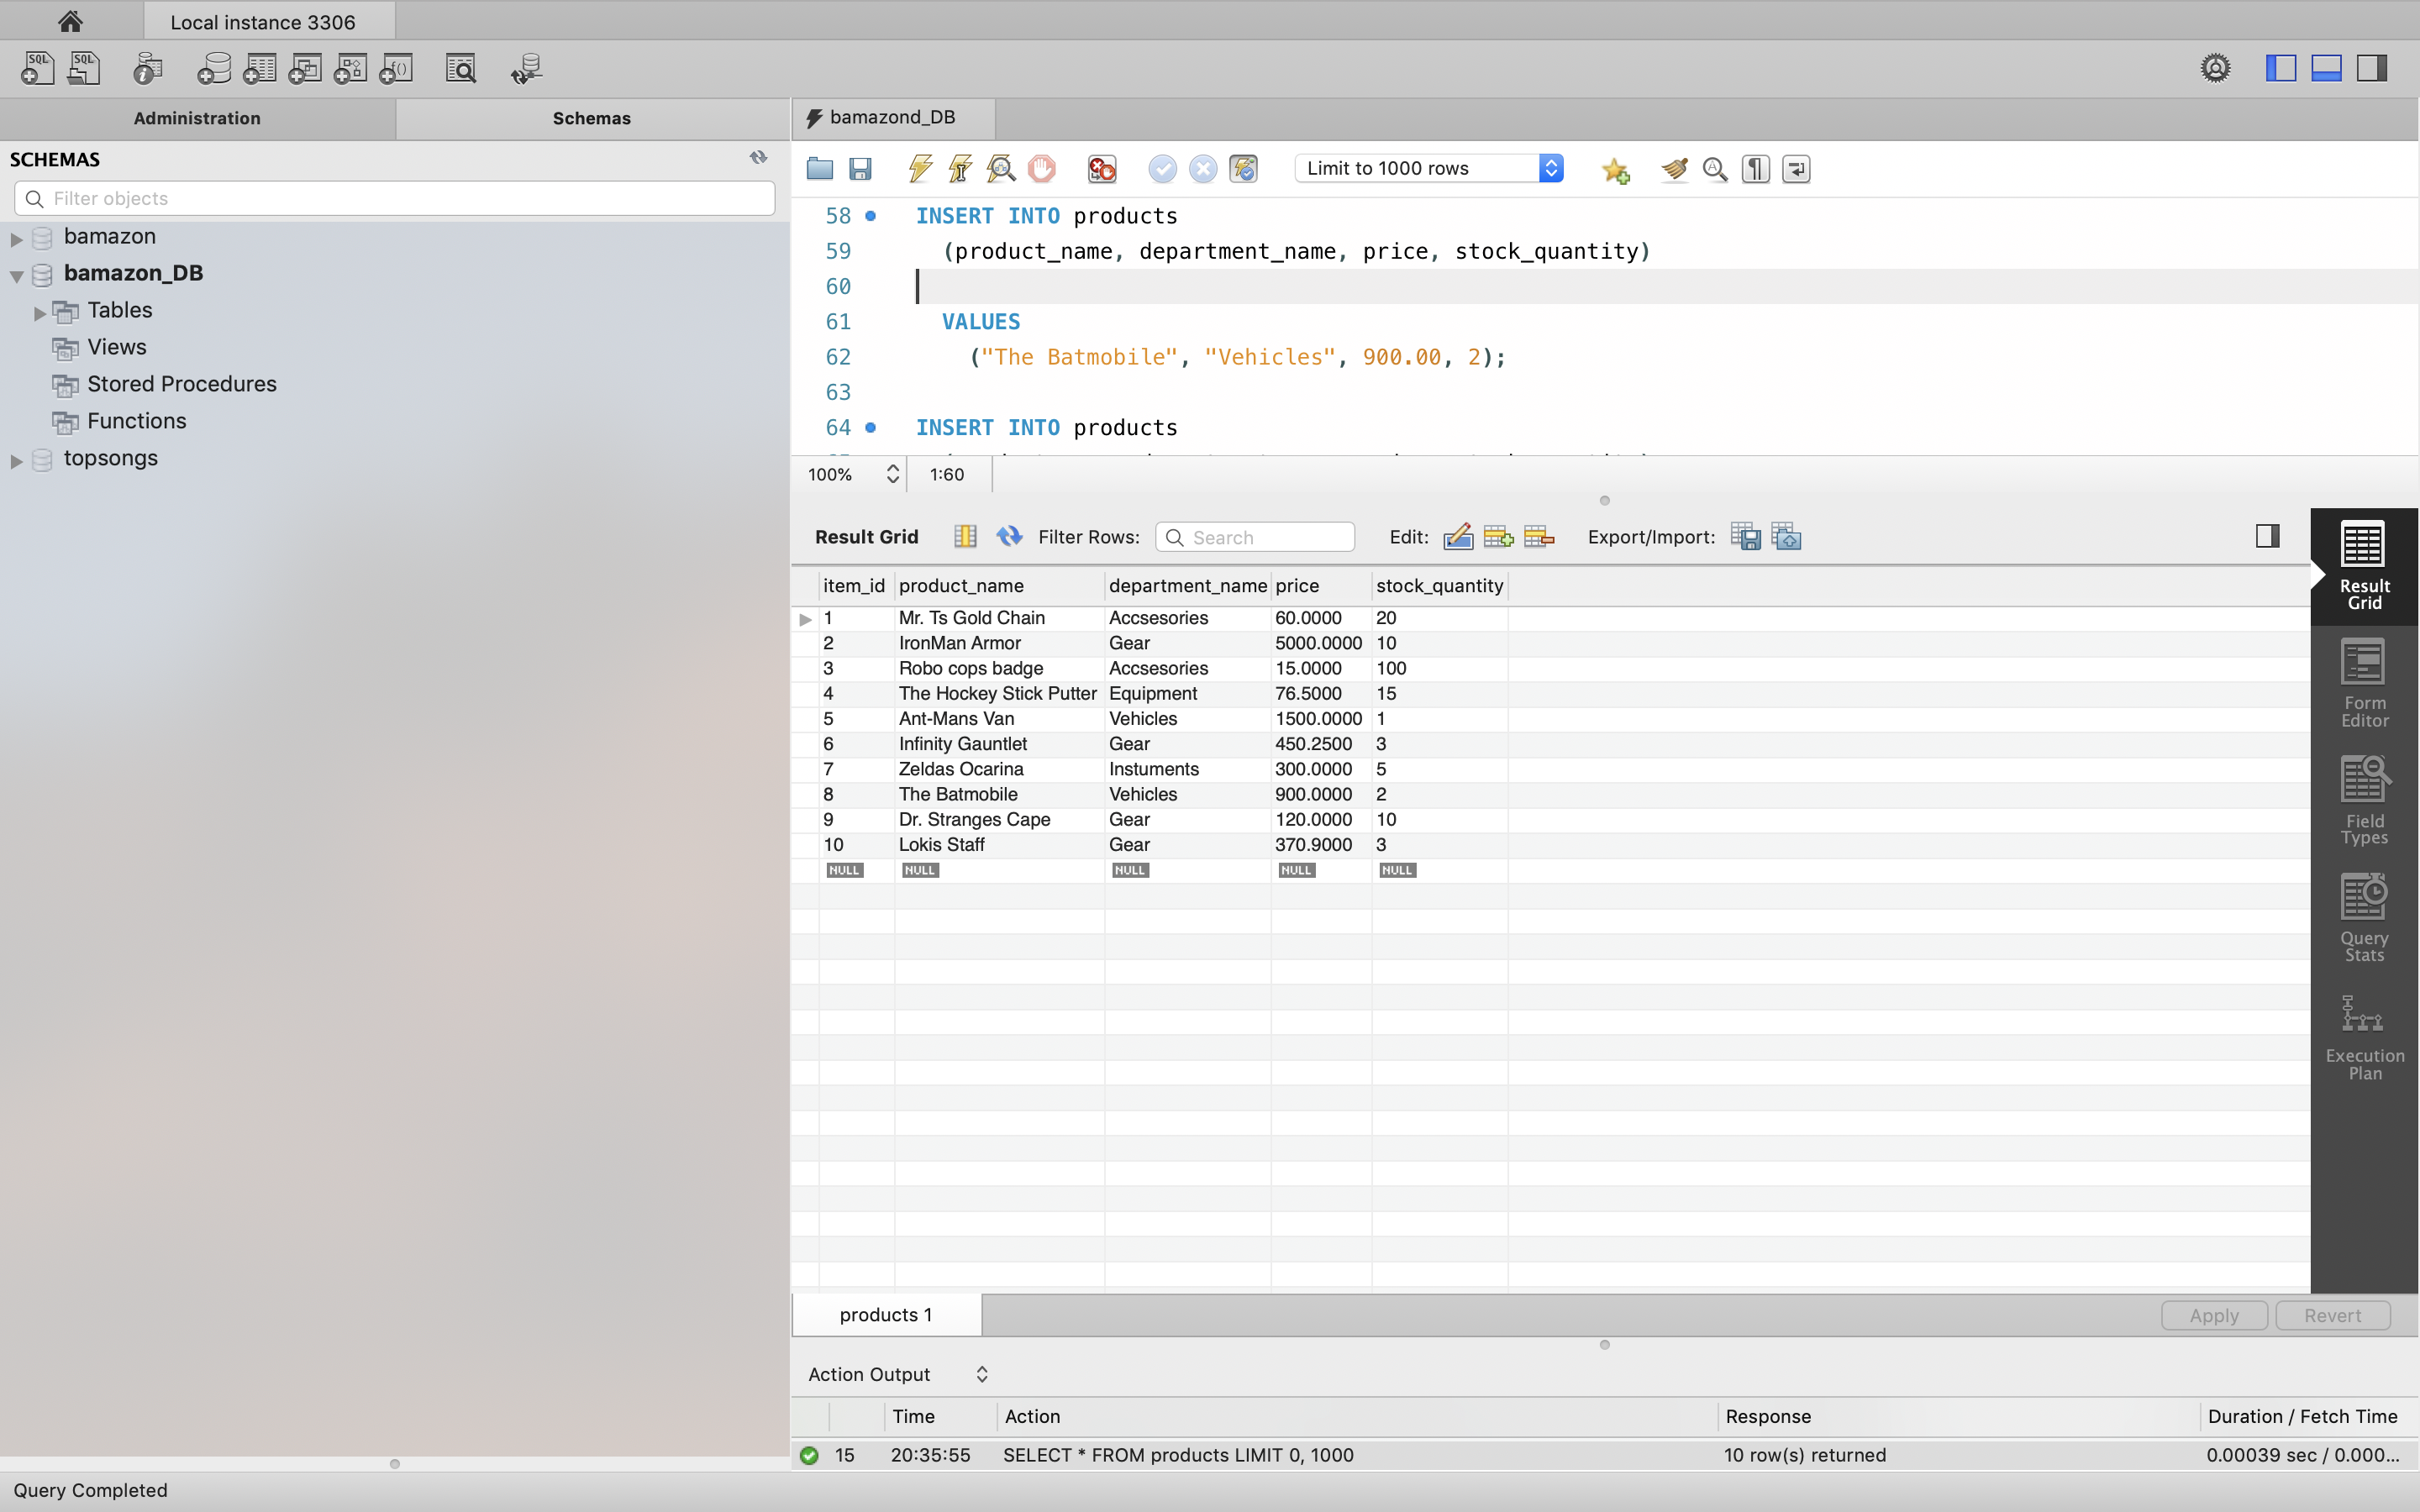 Local instance 3306
SQL SQL
Administration Schemas
SCHEMAS
Filter objects
bamazon
bamazon_DB
Tables
Views
Stored Procedures
Functions
topsongs
bamazond_DB
Limit to 1000 rows
58 INSERT INTO products
59 (product_name, department_name, price, stock_quantity)
60
61 VALUES
62 ("The Batmobile", "Vehicles", 900.00, 2);
63
64 INSERT INTO products
100% 1:60
Result Grid Filter Rows: Search Edit: Export/Import:
item_id product_name department_name price stock_quantity
1 Mr. Ts Gold Chain Accsesories 60.0000 20
2 IronMan Armor Gear 5000.0000 10
3 Robo cops badge Accsesories 15.0000 100
4 The Hockey Stick Putter Equipment 76.5000 15
5 Ant-Mans Van Vehicles 1500.0000 1
6 Infinity Gauntlet Gear 450.2500 3
7 Zeldas Ocarina Instuments 300.0000 5
8 The Batmobile Vehicles 900.0000 2
9 Dr. Stranges Cape Gear 120.0000 10
10 Lokis Staff Gear 370.9000 3
NULL NULL NULL NULL NULL
Result
Grid
Form
Editor
Field
Types
Query
Stats
Execution
Plan
products 1 Apply Revert
Action Output
Time Action Response Duration / Fetch Time
15 20:35:55 SELECT * FROM products LIMIT 0, 1000 10 row(s) returned 0.00039 sec / 0.000...
Query Completed